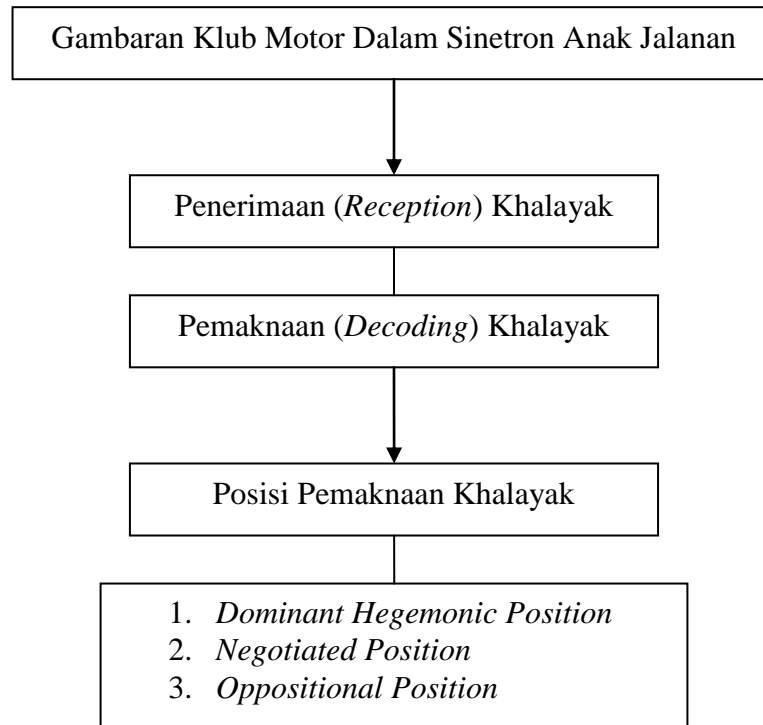 Gambaran Klub Motor Dalam Sinetron Anak Jalanan
Penerimaan (Reception) Khalayak
Pemaknaan (Decoding) Khalayak
Posisi Pemaknaan Khalayak
1. Dominant Hegemonic Position
2. Negotiated Position
3. Oppositional Position